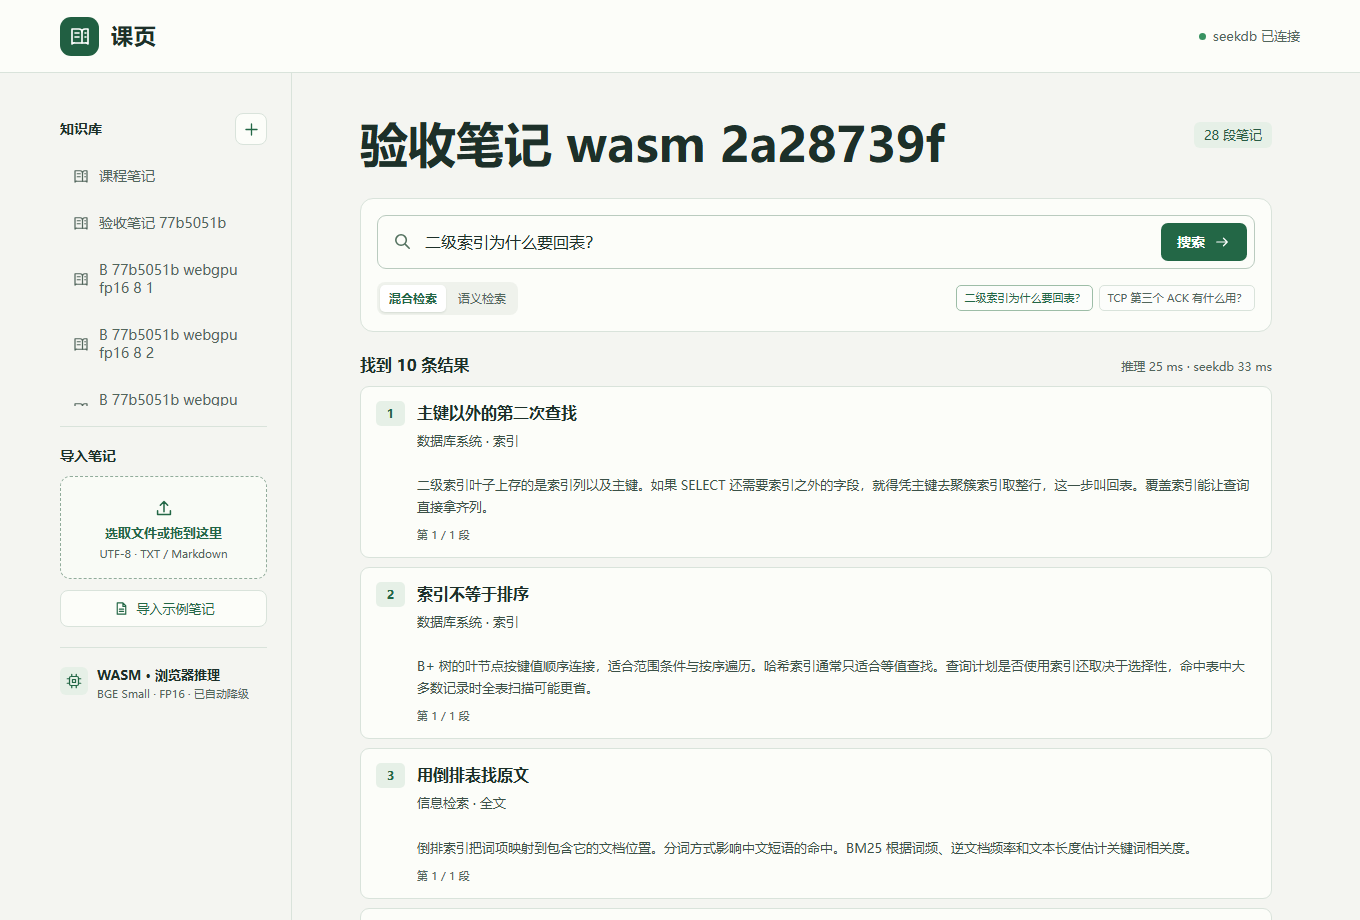 课页
seekdb 已连接
知识库
课程笔记
验收笔记 77b5051b
B 77b5051b webgpu
fp16 8 1
B 77b5051b webgpu
fp16 8 2
B 77b5051b webgpu
导入笔记
选取文件或拖到这里
UTF-8 · TXT / Markdown
导入示例笔记
WASM • 浏览器推理
BGE Small · FP16 · 已自动降级
验收笔记 wasm 2a28739f
28 段笔记
二级索引为什么要回表？
搜索
混合检索
语义检索
二级索引为什么要回表？
TCP 第三个 ACK 有什么用？
找到 10 条结果
推理 25 ms · seekdb 33 ms
1
主键以外的第二次查找
数据库系统 · 索引
二级索引叶子上存的是索引列以及主键。如果 SELECT 还需要索引之外的字段，就得凭主键去聚簇索引取整行，这一步叫回表。覆盖索引能让查询
直接拿齐列。
第 1 / 1 段
2
索引不等于排序
数据库系统 · 索引
B+ 树的叶节点按键值顺序连接，适合范围条件与按序遍历。哈希索引通常只适合等值查找。查询计划是否使用索引还取决于选择性，命中表中大
多数记录时全表扫描可能更省。
第 1 / 1 段
3
用倒排表找原文
信息检索 · 全文
倒排索引把词项映射到包含它的文档位置。分词方式影响中文短语的命中。BM25 根据词频、逆文档频率和文本长度估计关键词相关度。
第 1 / 1 段